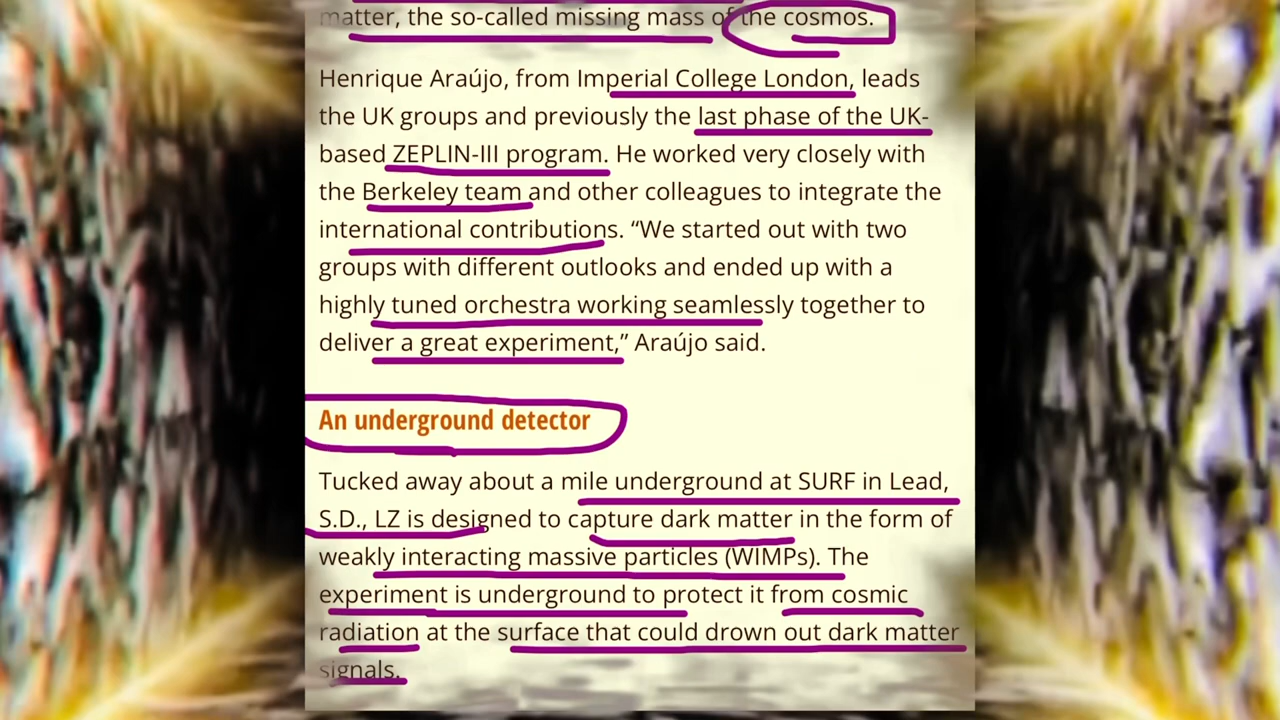 matter, the so-called missing mass of the cosmos.
Henrique Araújo, from Imperial College London, leads
the UK groups and previously the last phase of the UK-
based ZEPLIN-III program. He worked very closely with
the Berkeley team and other colleagues to integrate the
international contributions. “We started out with two
groups with different outlooks and ended up with a
highly tuned orchestra working seamlessly together to
deliver a great experiment,” Araújo said.
An underground detector
Tucked away about a mile underground at SURF in Lead,
S.D., LZ is designed to capture dark matter in the form of
weakly interacting massive particles (WIMPs). The
experiment is underground to protect it from cosmic
radiation at the surface that could drown out dark matter
signals.